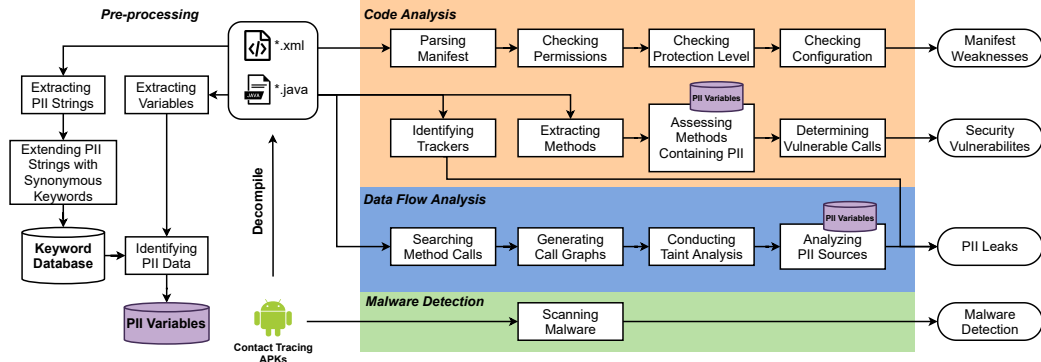 Pre-processing
*.xml
*.java
JAVA
Extracting
PII Strings
Extracting
Variables
Extending PII
Strings with
Synonymous
Keywords
Keyword
Database
Identifying
PII Data
PII Variables
Decompile
Contact Tracing
APKs
Code Analysis
Parsing
Manifest
Checking
Permissions
Checking
Protection Level
Checking
Configuration
Manifest
Weaknesses
Identifying
Trackers
Extracting
Methods
PII Variables
Assessing
Methods
Containing PII
Determining
Vulnerable Calls
Security
Vulnerabilites
Data Flow Analysis
Searching
Method Calls
Generating
Call Graphs
Conducting
Taint Analysis
PII Variables
Analyzing
PII Sources
PII Leaks
Malware Detection
Scanning
Malware
Malware
Detection